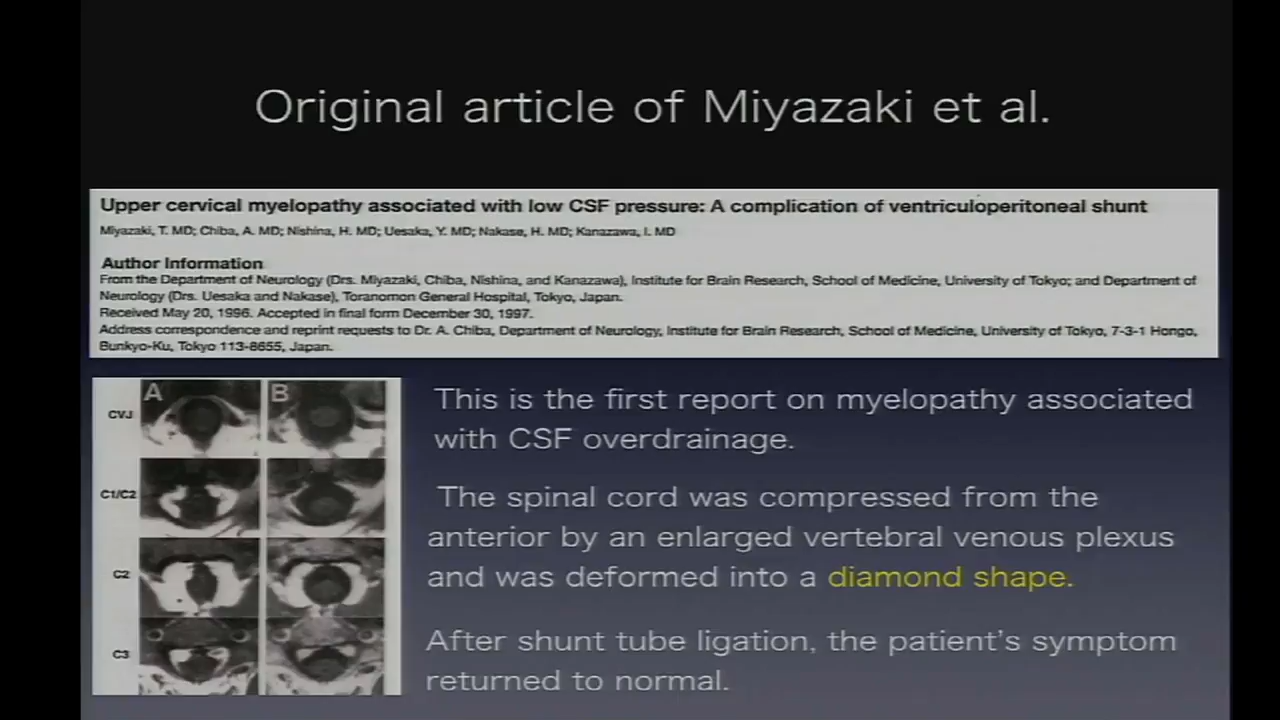 Original article of Miyazaki et al.
Upper cervical myelopathy associated with low CSF pressure: A complication of ventriculoperitoneal shunt
Miyazaki, T. MD; Chiba, A. MD; Nishina, H. MD; Uesaka, Y. MD; Nakase, H. MD; Kanazawa, I. MD
Author Information
From the Department of Neurology (Drs. Miyazaki, Chiba, Nishina, and Kanazawa), Institute for Brain Research, School of Medicine, University of Tokyo; and Department of
Neurology (Drs. Uesaka and Nakase), Toranomon General Hospital, Tokyo, Japan.
Received May 20, 1996. Accepted in final form December 30, 1997.
Address correspondence and reprint requests to Dr. A. Chiba, Department of Neurology, Institute for Brain Research, School of Medicine, University of Tokyo, 7-3-1 Hongo,
Bunkyo-Ku, Tokyo 113-8655, Japan.
A B
CVJ
C1/C2
C2
C3
This is the first report on myelopathy associated
with CSF overdrainage.
The spinal cord was compressed from the
anterior by an enlarged vertebral venous plexus
and was deformed into a diamond shape.
After shunt tube ligation, the patient's symptom
returned to normal.